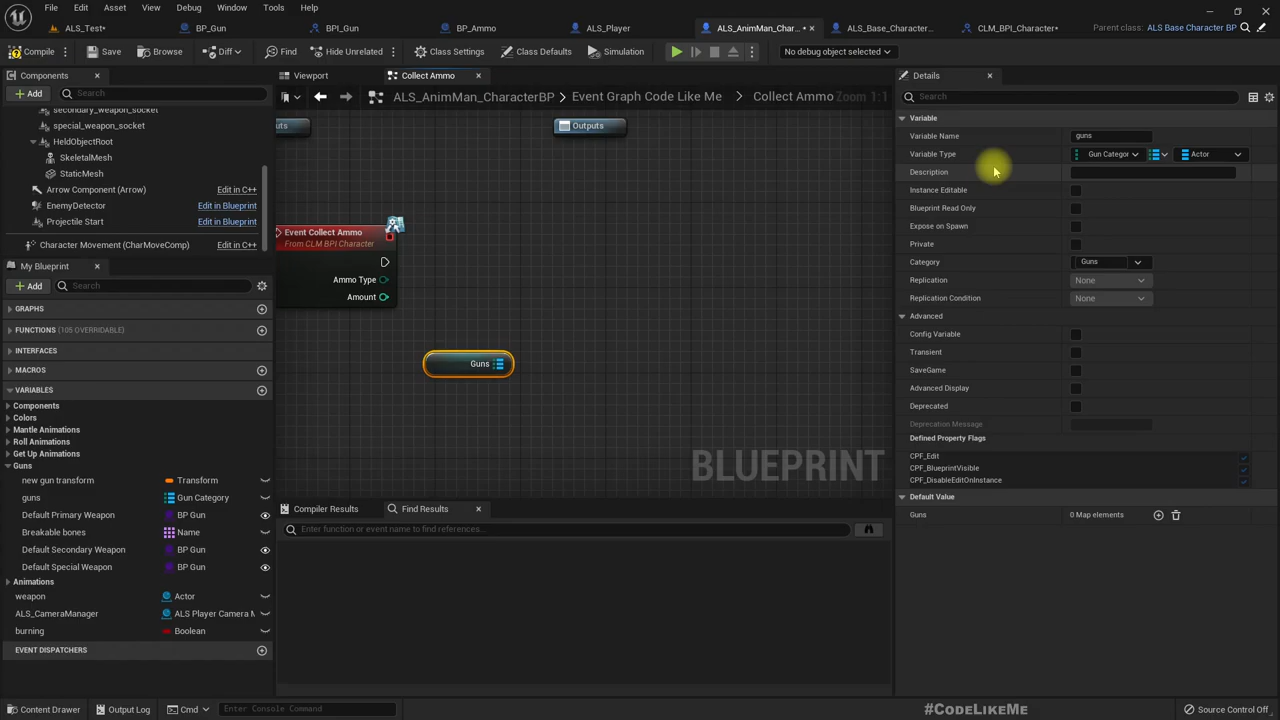 File Edit Asset View Debug Window Tools Help
ALS_Test* BP_Gun BPI_Gun BP_Ammo ALS_Player ALS_AnimMan_Char...* ALS_Base_Character... CLM_BPI_Character* Parent class: ALS Base Character BP
Compile Save Browse Diff Find Hide Unrelated Class Settings Class Defaults Simulation No debug object selected
Components Viewport Collect Ammo Details
Add Search ALS_AnimMan_CharacterBP > Event Graph Code Like Me > Collect Ammo Zoom 1:1 Search
secondary_weapon_socket
special_weapon_socket
HeldObjectRoot
SkeletalMesh
StaticMesh
Arrow Component (Arrow) Edit in C++
EnemyDetector Edit in Blueprint
Projectile Start Edit in Blueprint
Character Movement (CharMoveComp) Edit in C++
My Blueprint
Add Search
GRAPHS
FUNCTIONS (105 OVERRIDABLE)
INTERFACES
MACROS
VARIABLES
Components
Colors
Mantle Animations
Roll Animations
Get Up Animations
Guns
new gun transform Transform
guns Gun Category
Default Primary Weapon BP Gun
Breakable bones Name
Default Secondary Weapon BP Gun
Default Special Weapon BP Gun
Animations
weapon Actor
ALS_CameraManager ALS Player Camera M
burning Boolean
EVENT DISPATCHERS
uts Outputs
Event Collect Ammo
From CLM BPI Character
Ammo Type
Amount
Guns
BLUEPRINT
Compiler Results Find Results
Enter function or event name to find references...
Variable
Variable Name guns
Variable Type Gun Categor Actor
Description
Instance Editable
Blueprint Read Only
Expose on Spawn
Private
Category Guns
Replication None
Replication Condition None
Advanced
Config Variable
Transient
SaveGame
Advanced Display
Deprecated
Deprecation Message
Defined Property Flags
CPF_Edit
CPF_BlueprintVisible
CPF_DisableEditOnInstance
Default Value
Guns 0 Map elements
Content Drawer Output Log Cmd Enter Console Command #CodeLikeMe Source Control Off